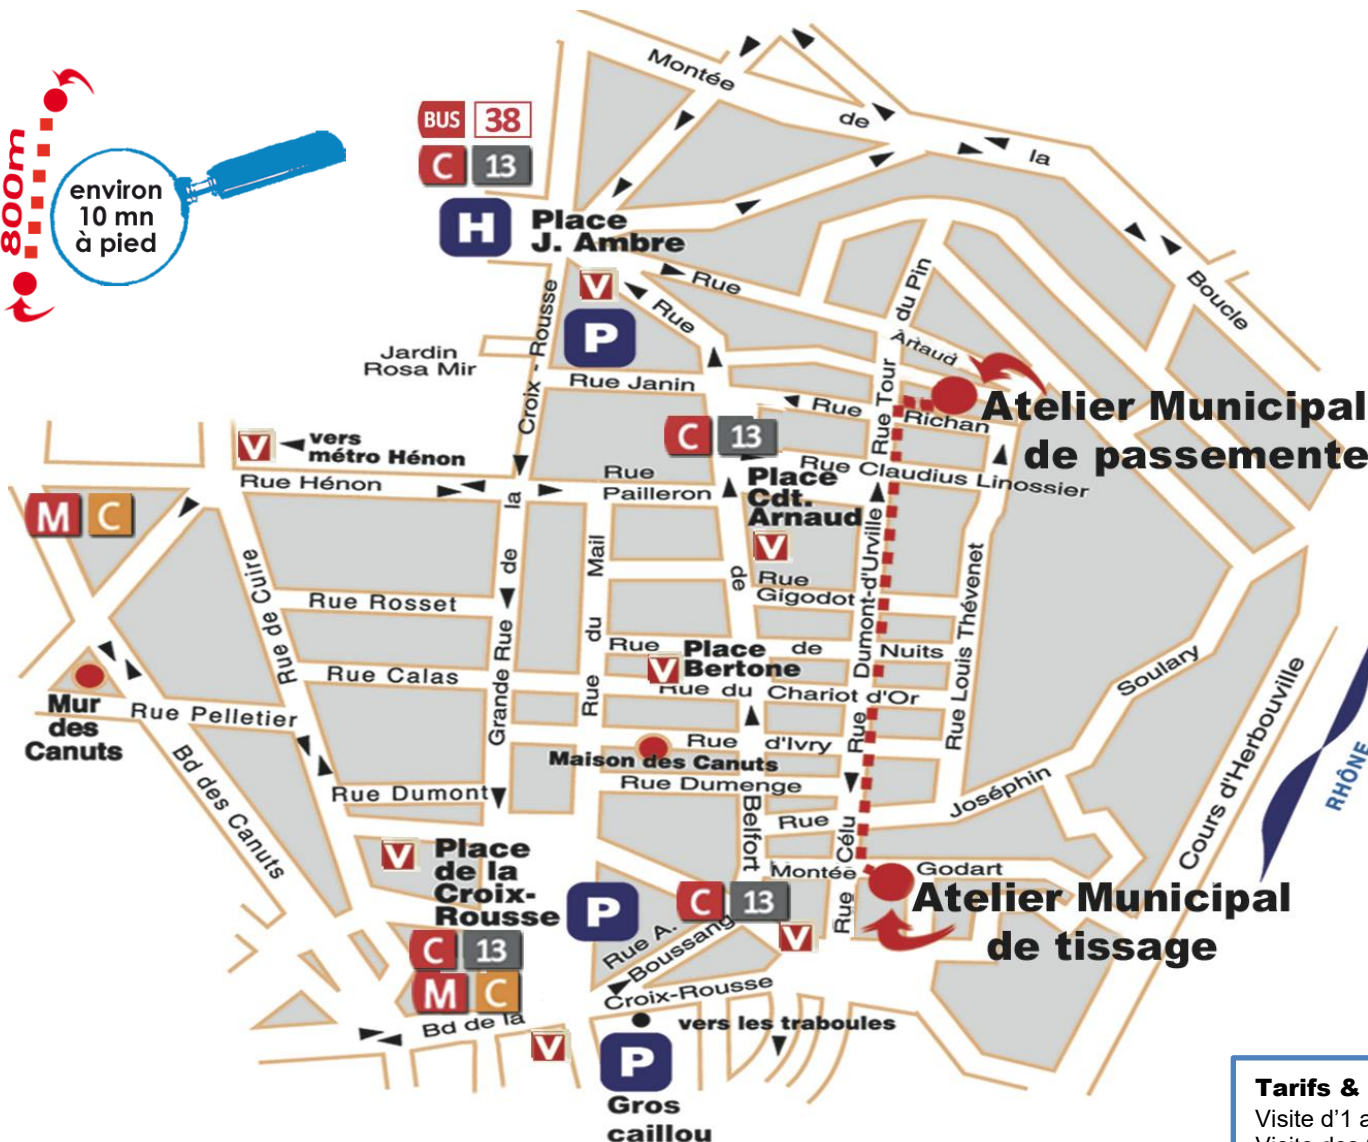 800m
environ
10 mn
à pied
BUS 38
C 13
H
Place
J. Ambre
Montée
de
la
Boucle
V
P
Rue
Rue
du Pin
Artaud
Jardin
Rosa Mir
Croix - Rousse
Rue Janin
Rue
Richan
Rue Tour
Atelier Municipal
de passemente
C 13
V
vers
métro Hénon
Rue Hénon
M C
Rue
Pailleron
Place
Cdt.
Arnaud
V
Rue Claudius Linossier
la
de
Grande Rue
Mail
du
Rue
de
Belfort
Rue
Gigodot
Dumont-d'Urville
Rue
Rue Louis Thévenet
Rue de Cuire
Rue Rosset
Rue Calas
Rue
de
Nuits
Place
Bertone
V
Rue du Chariot d'Or
Mur
des
Canuts
Rue Pelletier
Bd des Canuts
Rue d'Ivry
Maison des Canuts
Rue Dumenge
Rue Dumont
Rue
Joséphin
Soulary
Cours d'Herbouville
RHÔNE
V
Place
de la
Croix-
Rousse
P
C 13
M C
C 13
Montée
Godart
Rue
Célu
Atelier Municipal
de tissage
V
Rue A.
Boussang
Bd de la
Croix-Rousse
V
vers les traboules
P
Gros
caillou
Tarifs &
Visite d'1 a